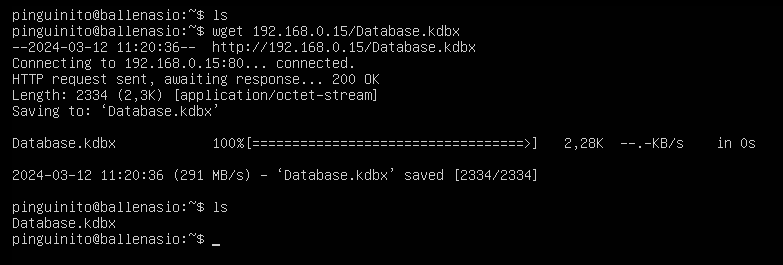 pinguinito@ballenasio:~$ ls
pinguinito@ballenasio:~$ wget 192.168.0.15/Database.kdbx
--2024-03-12 11:20:36--  http://192.168.0.15/Database.kdbx
Connecting to 192.168.0.15:80... connected.
HTTP request sent, awaiting response... 200 OK
Length: 2334 (2,3K) [application/octet-stream]
Saving to: ‘Database.kdbx’
Database.kdbx            100%[==================================>]   2,28K  --.-KB/s    in 0s
2024-03-12 11:20:36 (291 MB/s) - ‘Database.kdbx’ saved [2334/2334]
pinguinito@ballenasio:~$ ls
Database.kdbx
pinguinito@ballenasio:~$ _